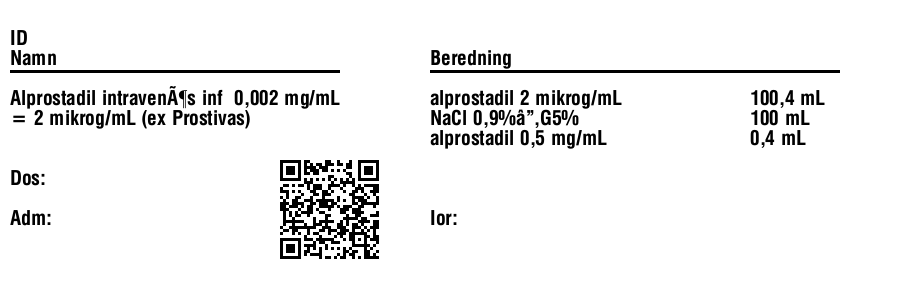 ID
Namn
Alprostadil intravenÃ¶s inf 0,002 mg/mL
= 2 mikrog/mL (ex Prostivas)
Dos:
Adm:
Beredning
alprostadil 2 mikrog/mL 100,4 mL
NaCl 0,9%â”,G5% 100 mL
alprostadil 0,5 mg/mL 0,4 mL
Ior: